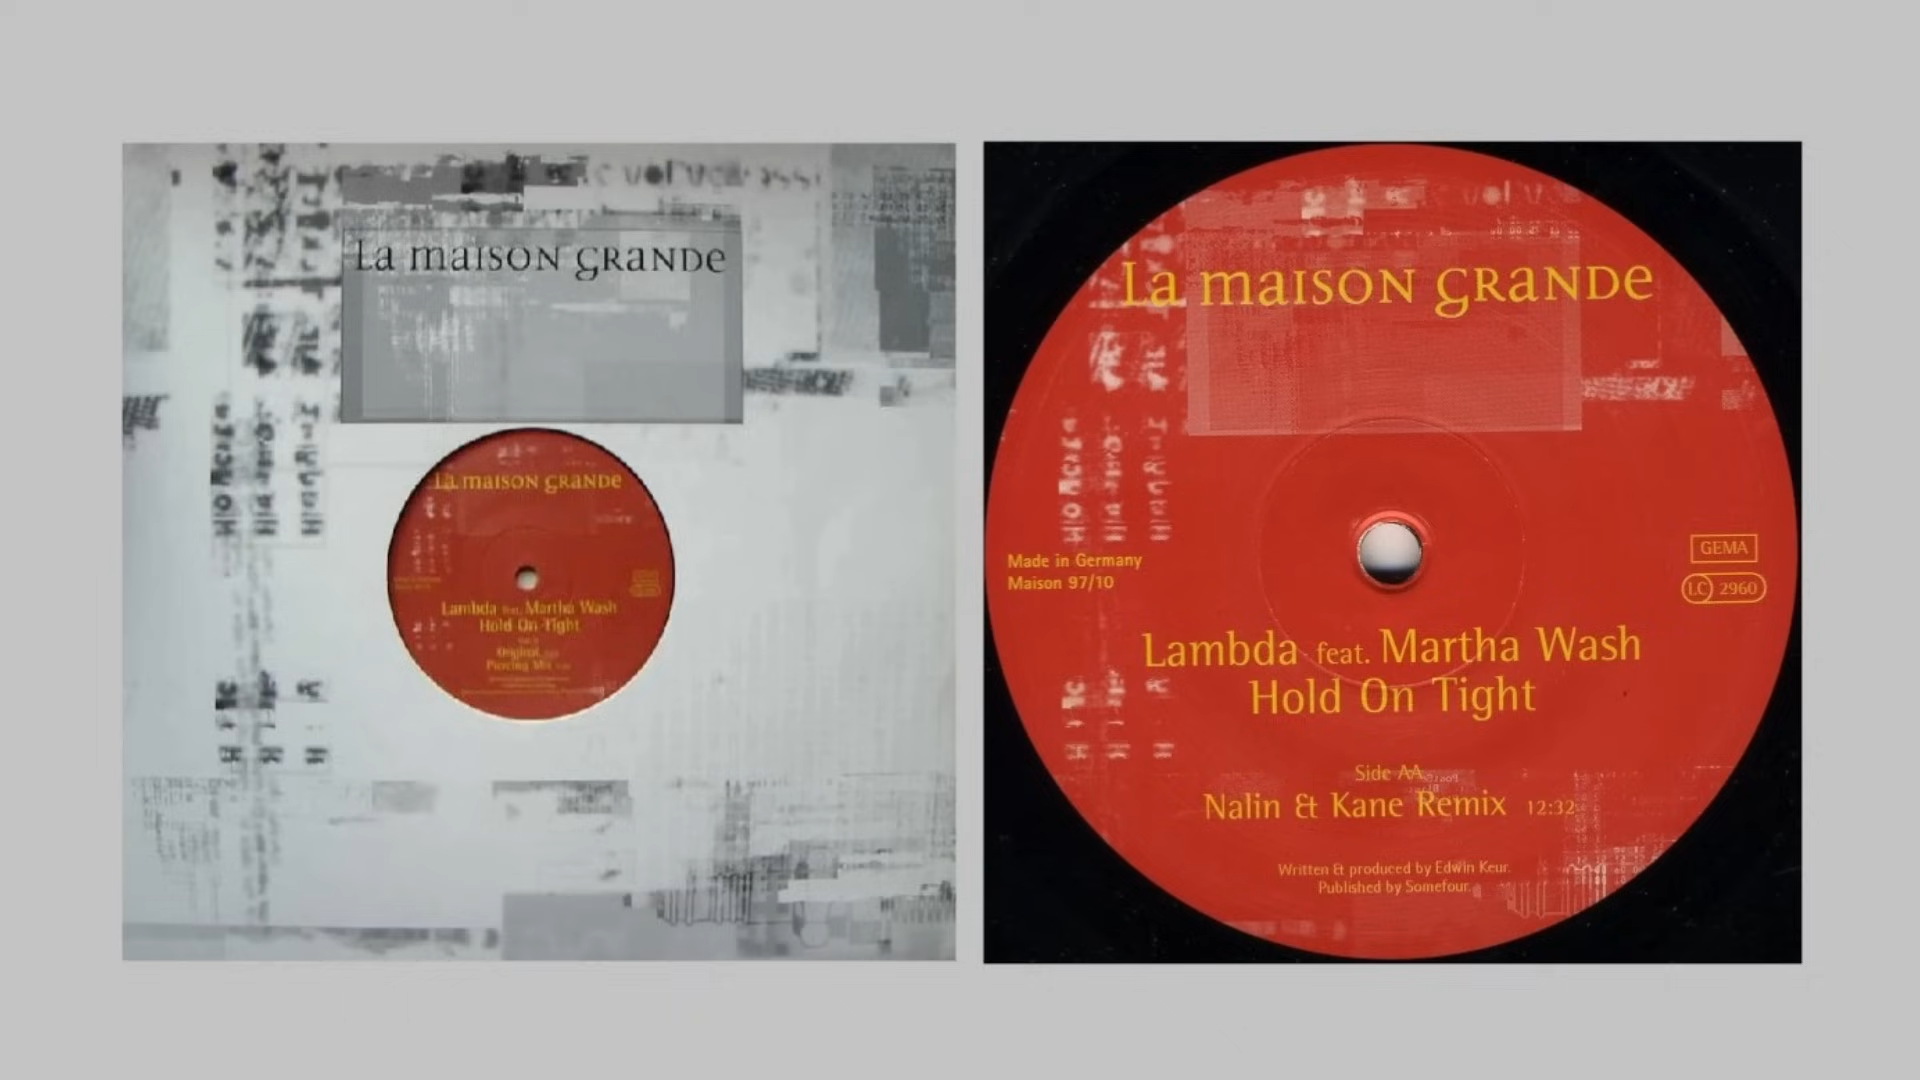 La maison grande
La maison grande
Lambda feat. Martha Wash
Hold On Tight
Original
Piercing Mix
La maison grande
Made in Germany
Maison 97/10
GEMA
LC 2960
Lambda feat. Martha Wash
Hold On Tight
Side AA
Nalin & Kane Remix 12:32
Written & produced by Edwin Keur.
Published by Somefour.